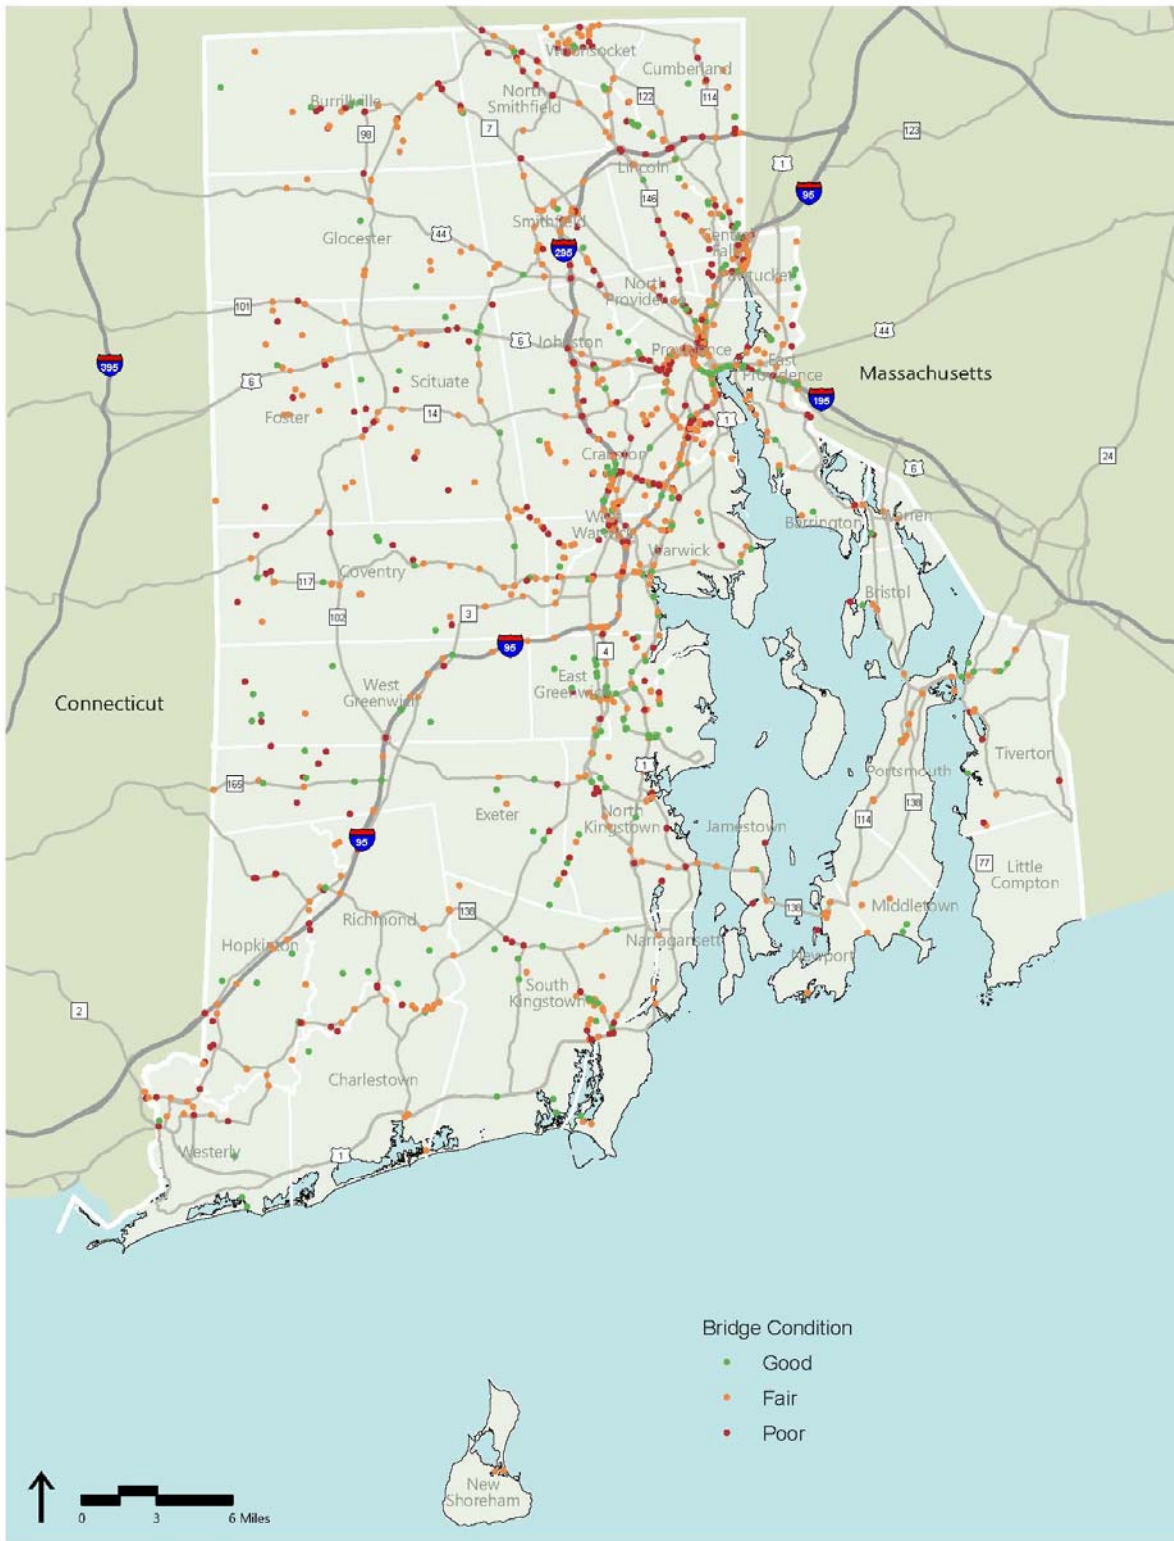 Woonsocket
Cumberland
Burrillville
North
Smithfield
122
114
98
7
123
1
Lincoln
146
95
Smithfield
Glocester
44
295
Central
Falls
Pawtucket
North
Providence
101
6
Johnston
Providence
44
395
East
Providence
Massachusetts
6
Scituate
195
Foster
14
1
24
Cranston
6
West
Warwick
Barrington
Warren
Warwick
Coventry
117
Bristol
102
3
95
4
West
Greenwich
East
Greenwich
Connecticut
Tiverton
1
Portsmouth
165
Exeter
North
Kingstown
Jamestown
138
114
95
77
Little
Compton
138
Richmond
138
Middletown
Hopkinton
Narragansett
Newport
South
Kingstown
2
Charlestown
Westerly
1
Bridge Condition
Good
Fair
Poor
New
Shoreham
0 3 6 Miles